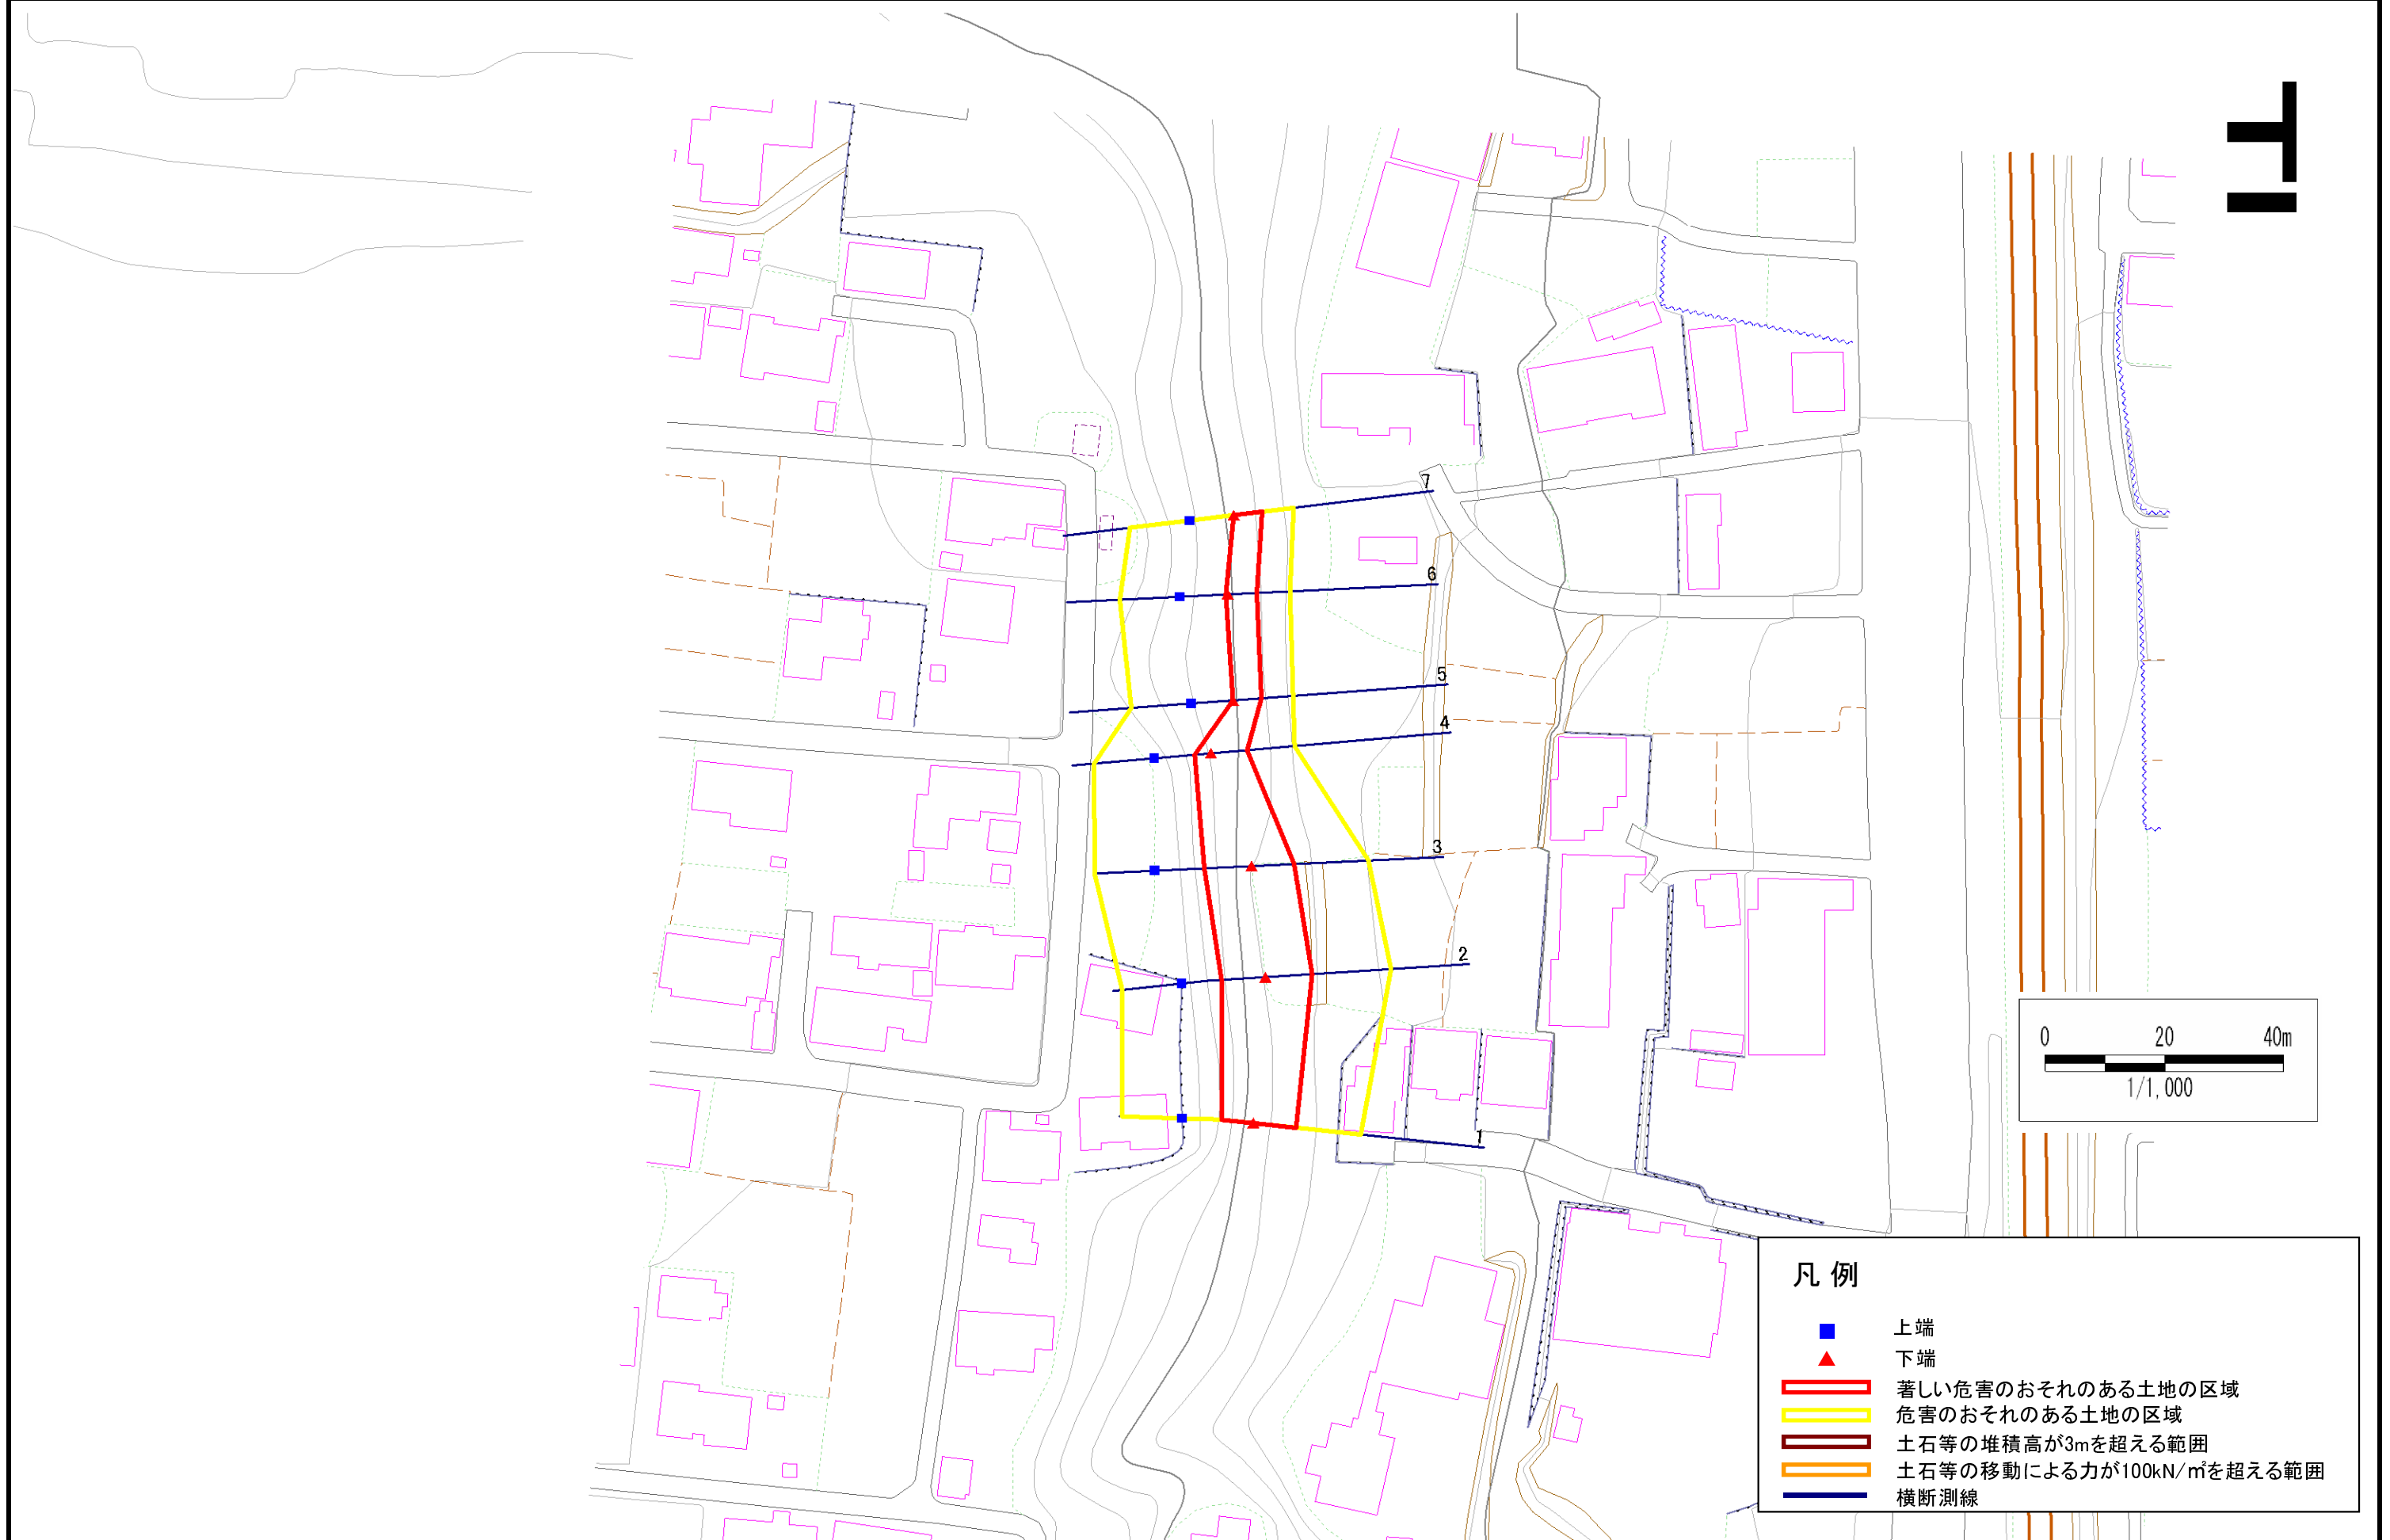 7
6
5
4
3
2
1
0 20 40m
1/1,000
凡 例
上端
下端
著しい危害のおそれのある土地の区域
危害のおそれのある土地の区域
土石等の堆積高が3mを超える範囲
土石等の移動による力が100kN/㎡を超える範囲
横断測線